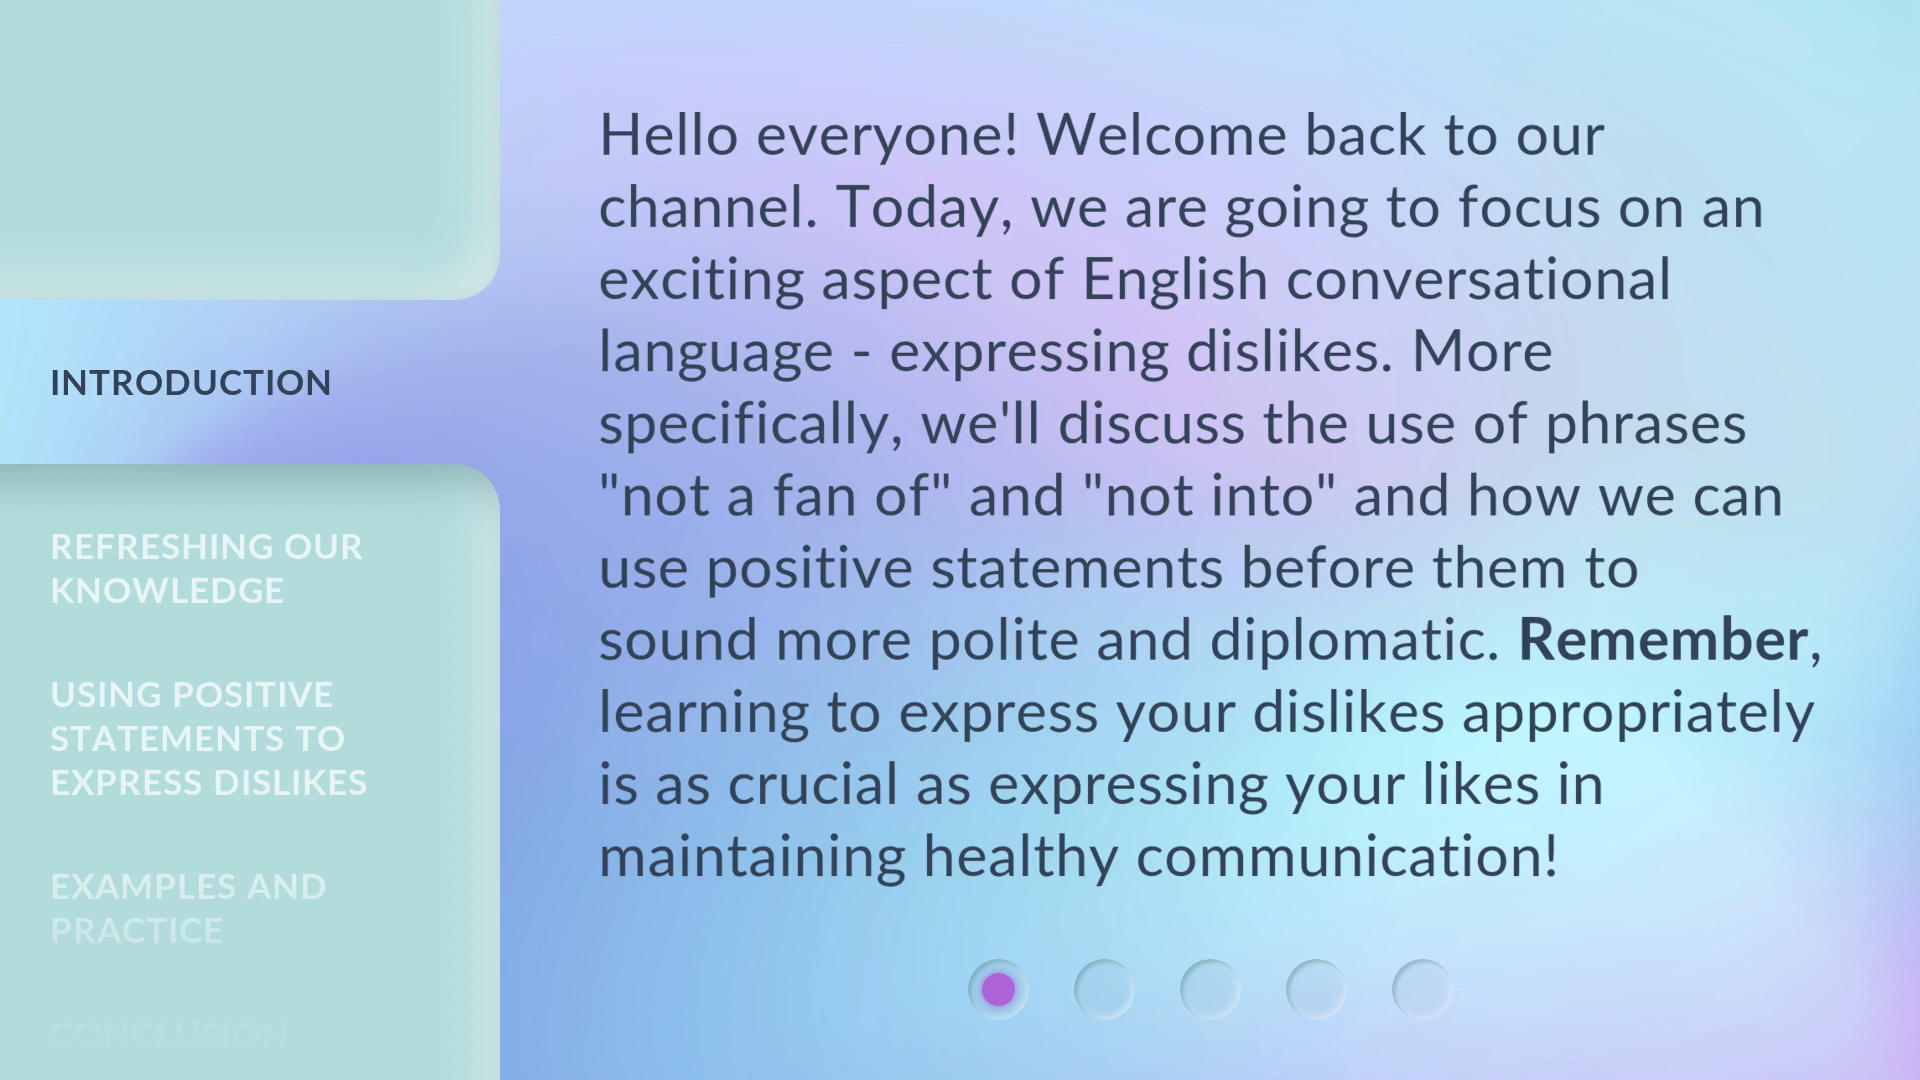 INTRODUCTION
REFRESHING OUR
KNOWLEDGE
USING POSITIVE
STATEMENTS TO
EXPRESS DISLIKES
EXAMPLES AND
PRACTICE
CONCLUSION
Hello everyone! Welcome back to our
channel. Today, we are going to focus on an
exciting aspect of English conversational
language - expressing dislikes. More
specifically, we'll discuss the use of phrases
"not a fan of" and "not into" and how we can
use positive statements before them to
sound more polite and diplomatic. Remember,
learning to express your dislikes appropriately
is as crucial as expressing your likes in
maintaining healthy communication!